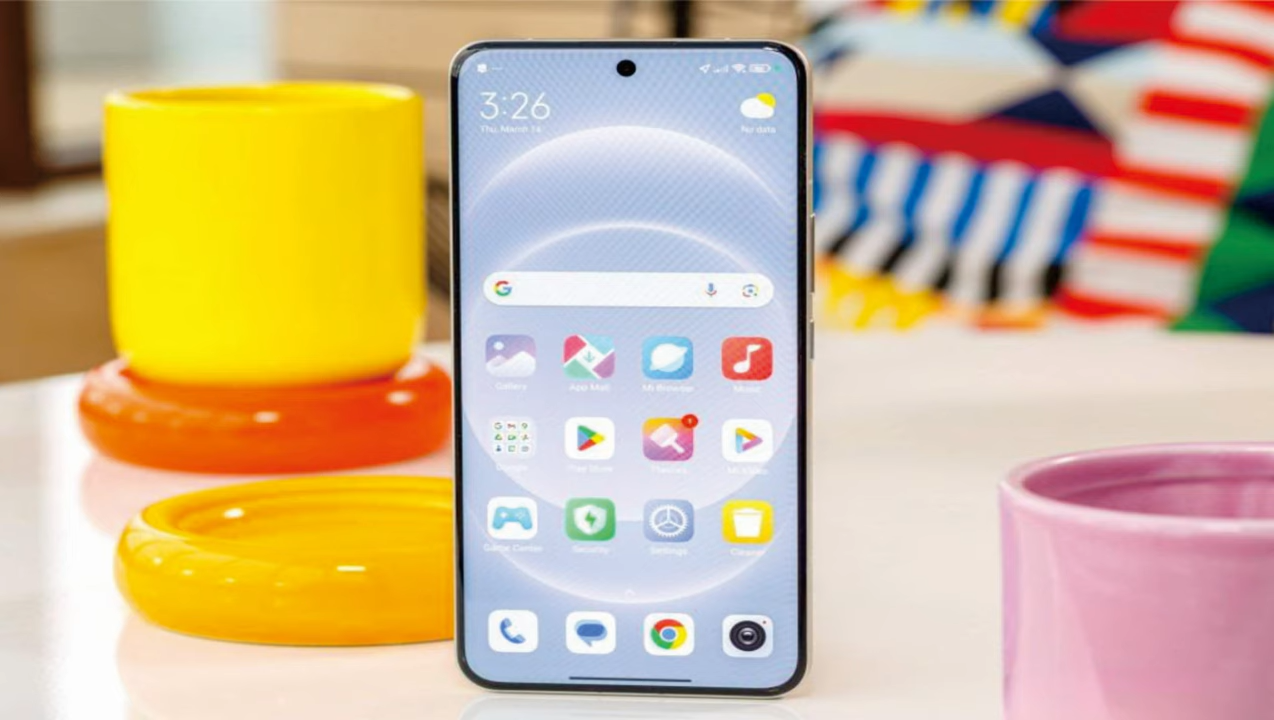 3:26
Thu, March 14
No data
Gallery
App Mall
Mi Browser
Music
Google
Play Store
Themes
Mi Video
Game Center
Security
Settings
Cleaner